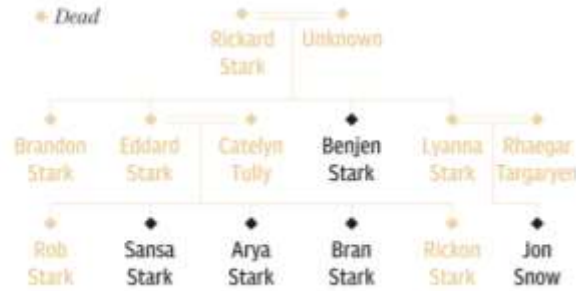 Dead
Rickard Unknown
Stark
Brandon Eddard Catelyn Benjen Lyanna Rhaegar
Stark Stark Tully Stark Stark Targaryen
Rob Sansa Arya Bran Rickon Jon
Stark Stark Stark Stark Stark Snow